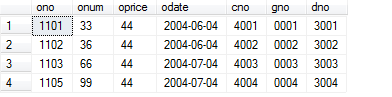 ono onum oprice odate cno gno dno
1 1101 33 44 2004-06-04 4001 0001 3001
2 1102 36 44 2004-06-04 4002 0002 3002
3 1103 66 44 2004-07-04 4003 0003 3003
4 1105 99 44 2004-07-04 4004 0004 3004